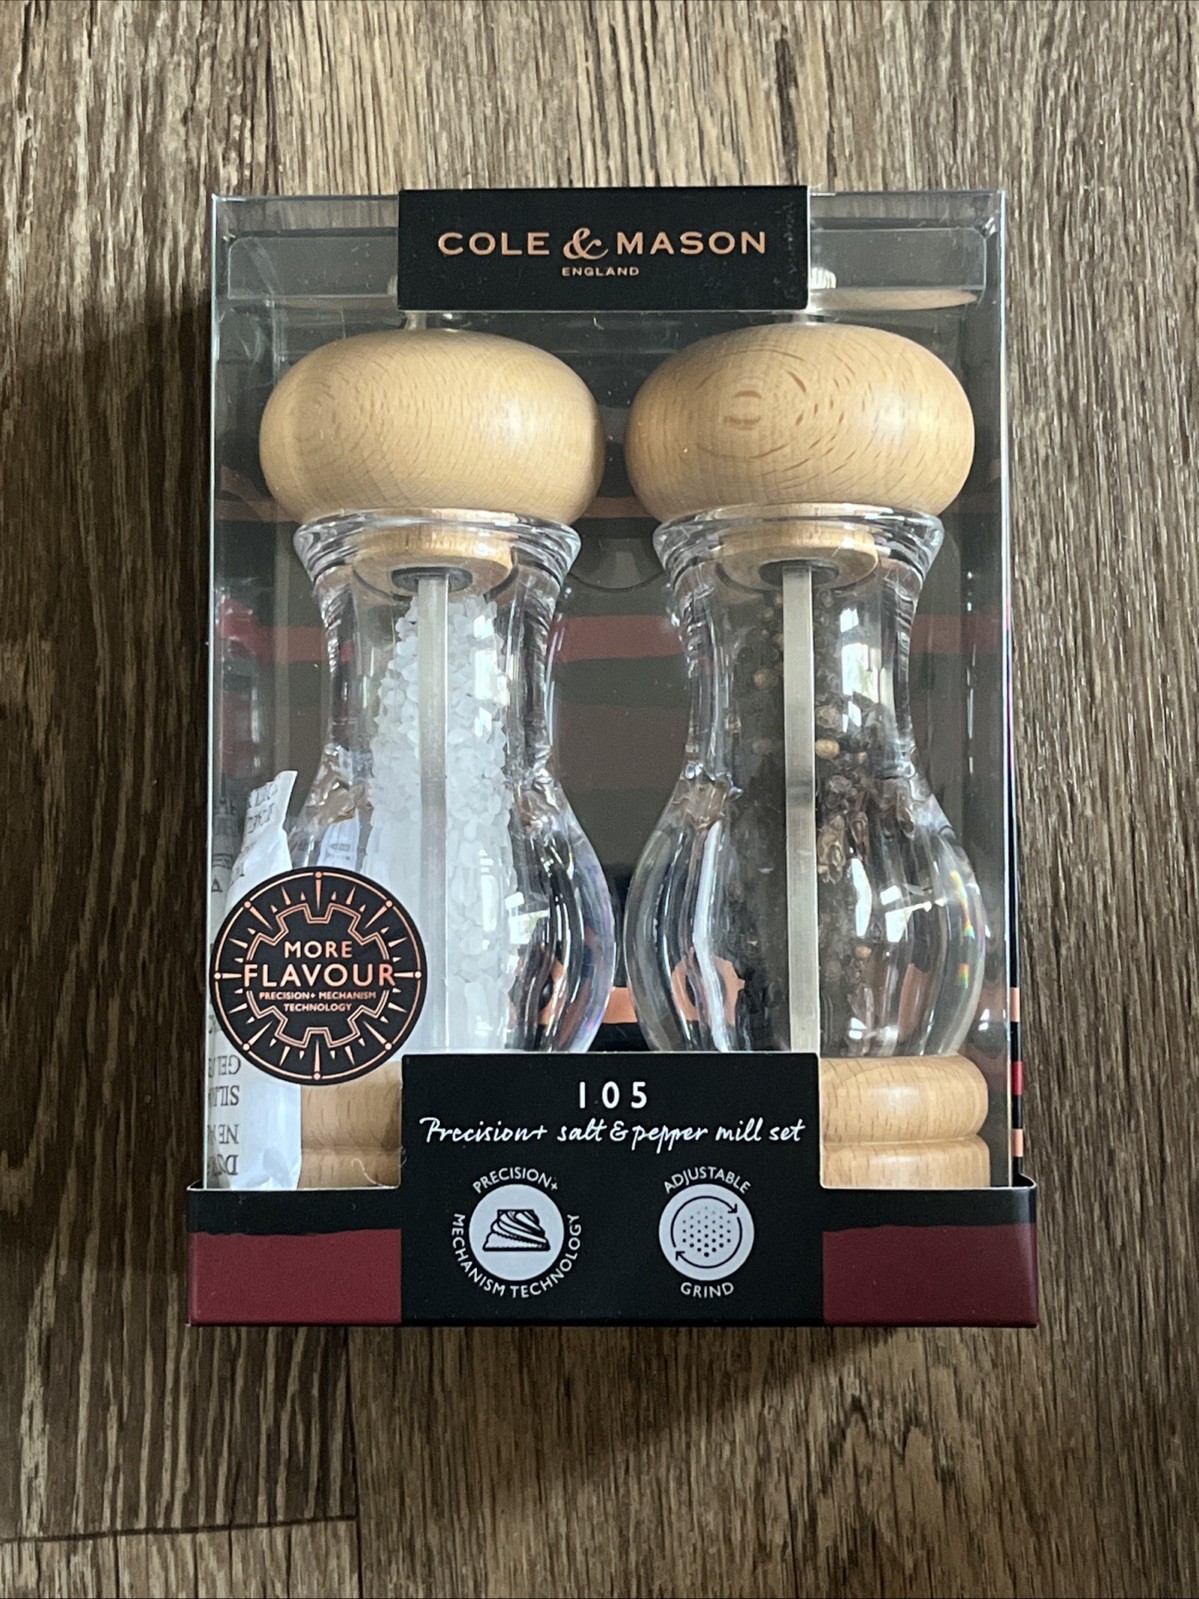 COLE & MASON
ENGLAND
MORE
FLAVOUR
PRECISION+ MECHANISM
TECHNOLOGY
105
Precision+ salt & pepper mill set
PRECISION+
MECHANISM TECHNOLOGY
ADJUSTABLE
GRIND